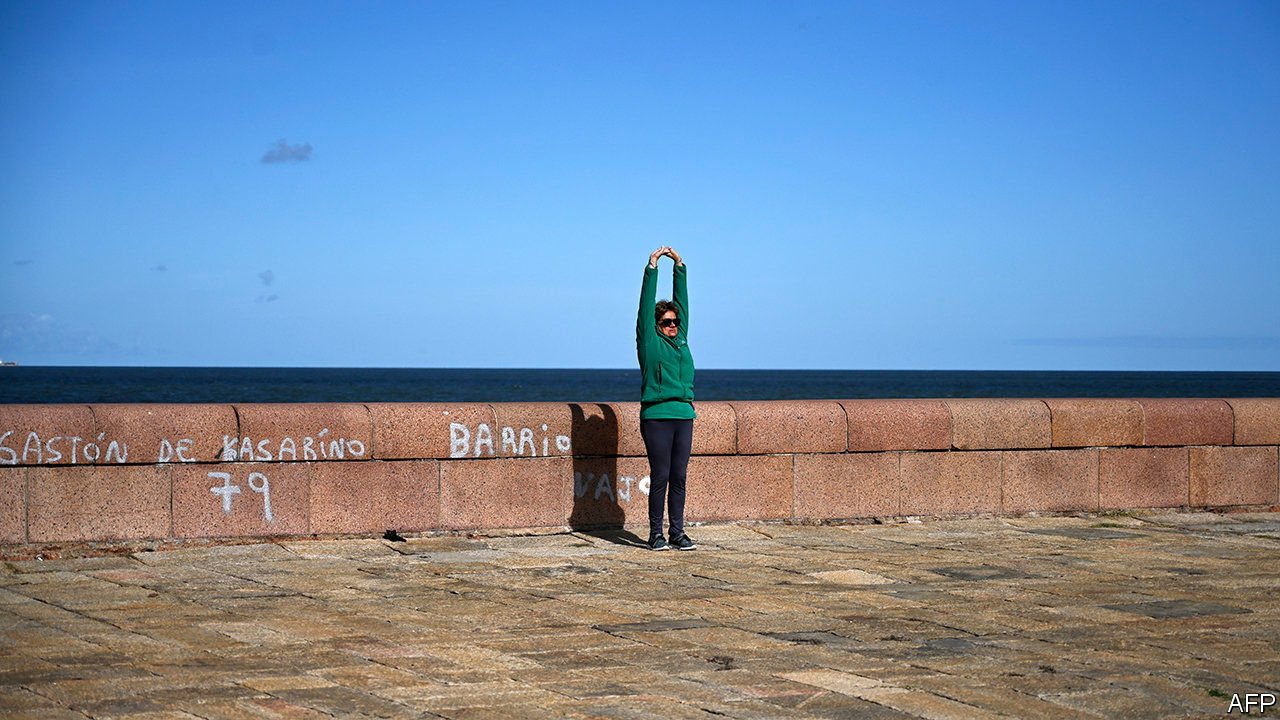 GASTÓN DE KASARÍNO
79
BARRIO
AFP